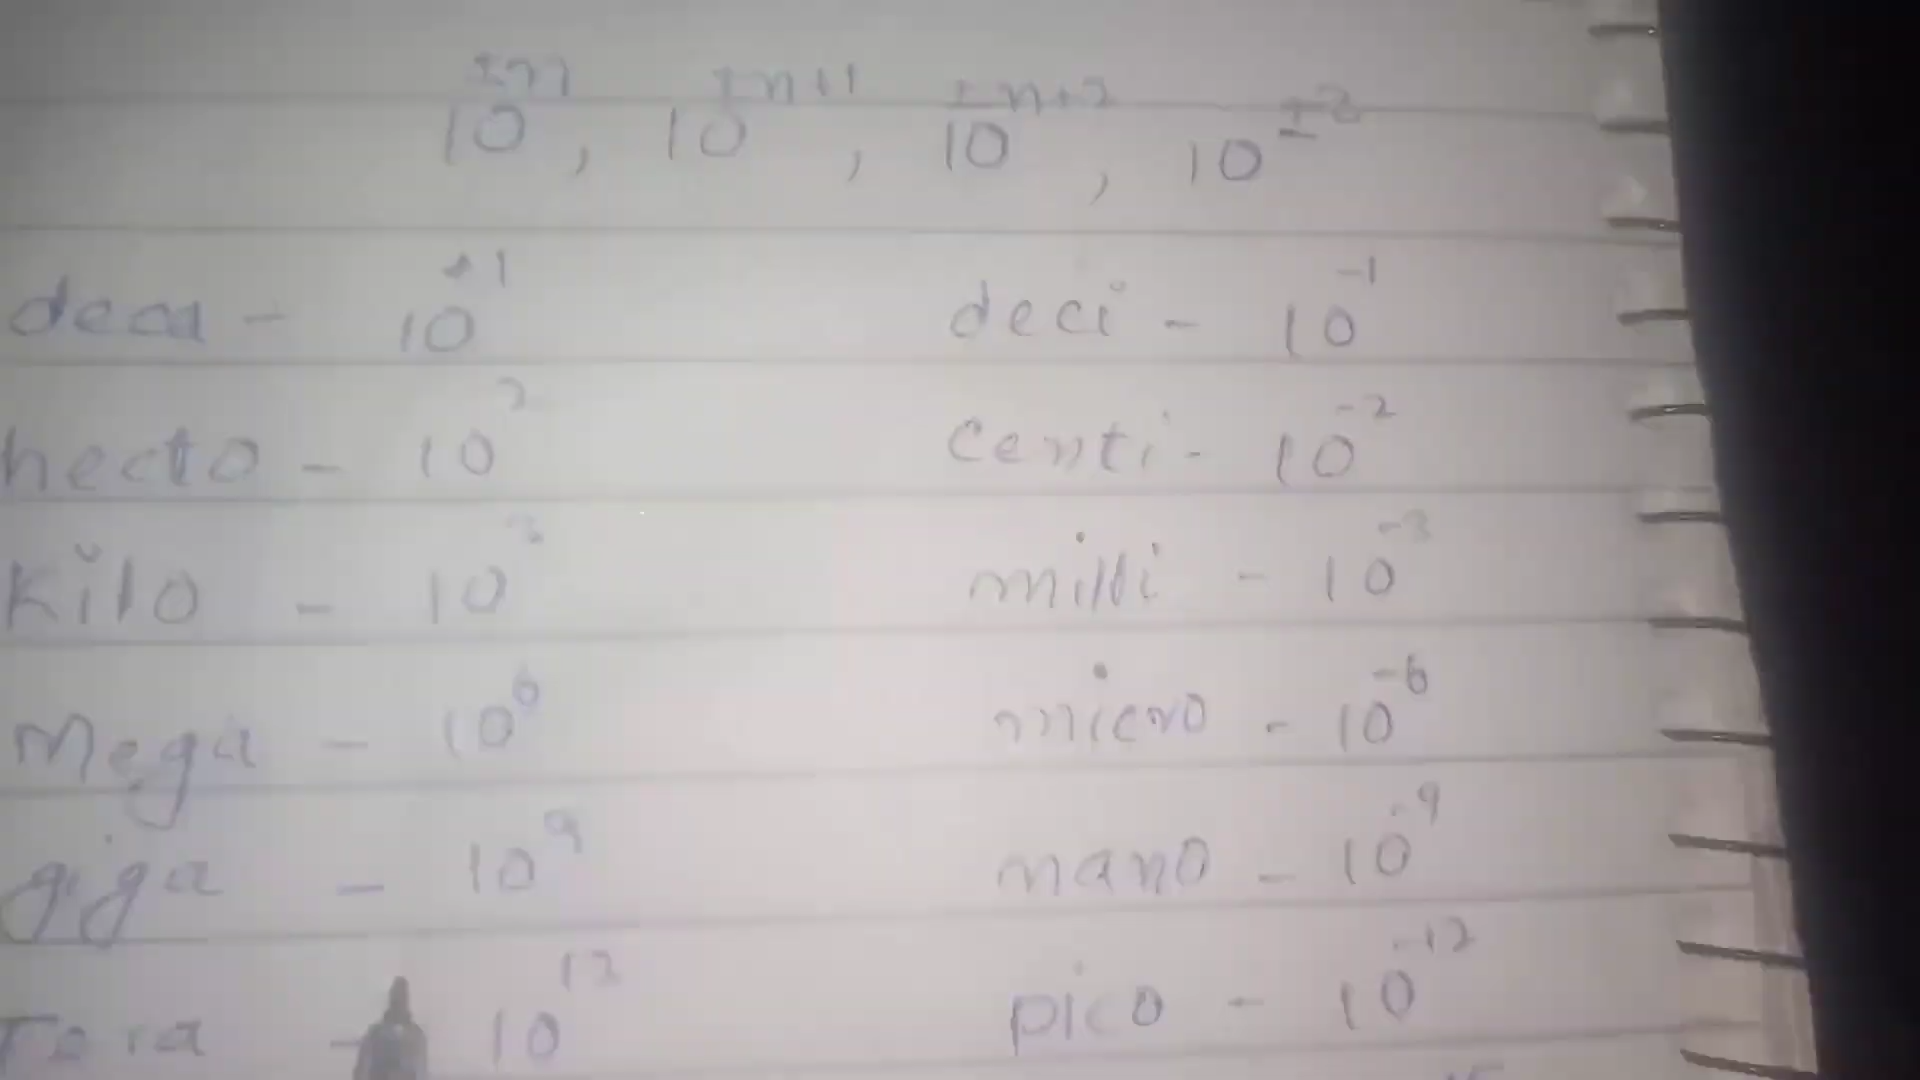 10^±n, 10^±n+1, 10^±n+2, 10^±2
deca - 10^+1 deci - 10^-1
hecto - 10^2 centi - 10^-2
Kilo - 10^3 milli - 10^-3
Mega - 10^6 micro - 10^-6
giga - 10^9 nano - 10^-9
Tera - 10^12 pico - 10^-12